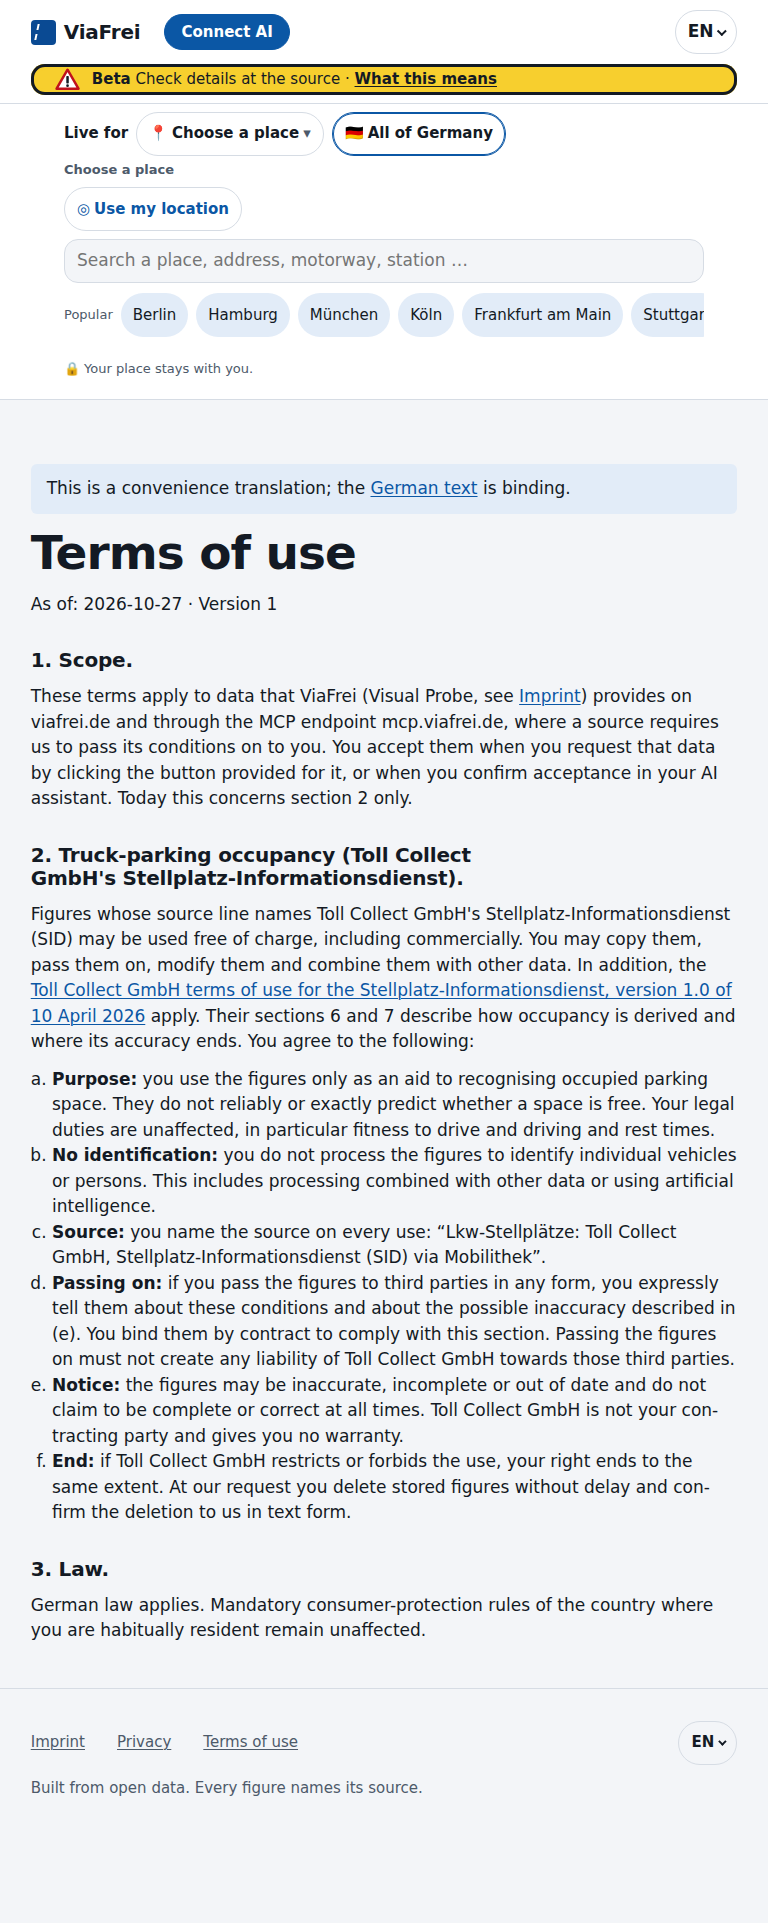 ViaFrei
Connect AI
EN
Beta Check details at the source · What this means
Live for
📍 Choose a place ▾
🇩🇪 All of Germany
Choose a place
◎ Use my location
Search a place, address, motorway, station …
Popular
Berlin
Hamburg
München
Köln
Frankfurt am Main
Stuttgar
🔒 Your place stays with you.
This is a convenience translation; the German text is binding.
Terms of use
As of: 2026-10-27 · Version 1
1. Scope.
These terms apply to data that ViaFrei (Visual Probe, see Imprint) provides on
viafrei.de and through the MCP endpoint mcp.viafrei.de, where a source requires
us to pass its conditions on to you. You accept them when you request that data
by clicking the button provided for it, or when you confirm acceptance in your AI
assistant. Today this concerns section 2 only.
2. Truck-parking occupancy (Toll Collect
GmbH's Stellplatz-Informationsdienst).
Figures whose source line names Toll Collect GmbH's Stellplatz-Informationsdienst
(SID) may be used free of charge, including commercially. You may copy them,
pass them on, modify them and combine them with other data. In addition, the
Toll Collect GmbH terms of use for the Stellplatz-Informationsdienst, version 1.0 of
10 April 2026 apply. Their sections 6 and 7 describe how occupancy is derived and
where its accuracy ends. You agree to the following:
a. Purpose: you use the figures only as an aid to recognising occupied parking
space. They do not reliably or exactly predict whether a space is free. Your legal
duties are unaffected, in particular fitness to drive and driving and rest times.
b. No identification: you do not process the figures to identify individual vehicles
or persons. This includes processing combined with other data or using artificial
intelligence.
c. Source: you name the source on every use: “Lkw-Stellplätze: Toll Collect
GmbH, Stellplatz-Informationsdienst (SID) via Mobilithek”.
d. Passing on: if you pass the figures to third parties in any form, you expressly
tell them about these conditions and about the possible inaccuracy described in
(e). You bind them by contract to comply with this section. Passing the figures
on must not create any liability of Toll Collect GmbH towards those third parties.
e. Notice: the figures may be inaccurate, incomplete or out of date and do not
claim to be complete or correct at all times. Toll Collect GmbH is not your con-
tracting party and gives you no warranty.
f. End: if Toll Collect GmbH restricts or forbids the use, your right ends to the
same extent. At our request you delete stored figures without delay and con-
firm the deletion to us in text form.
3. Law.
German law applies. Mandatory consumer-protection rules of the country where
you are habitually resident remain unaffected.
Imprint
Privacy
Terms of use
EN
Built from open data. Every figure names its source.